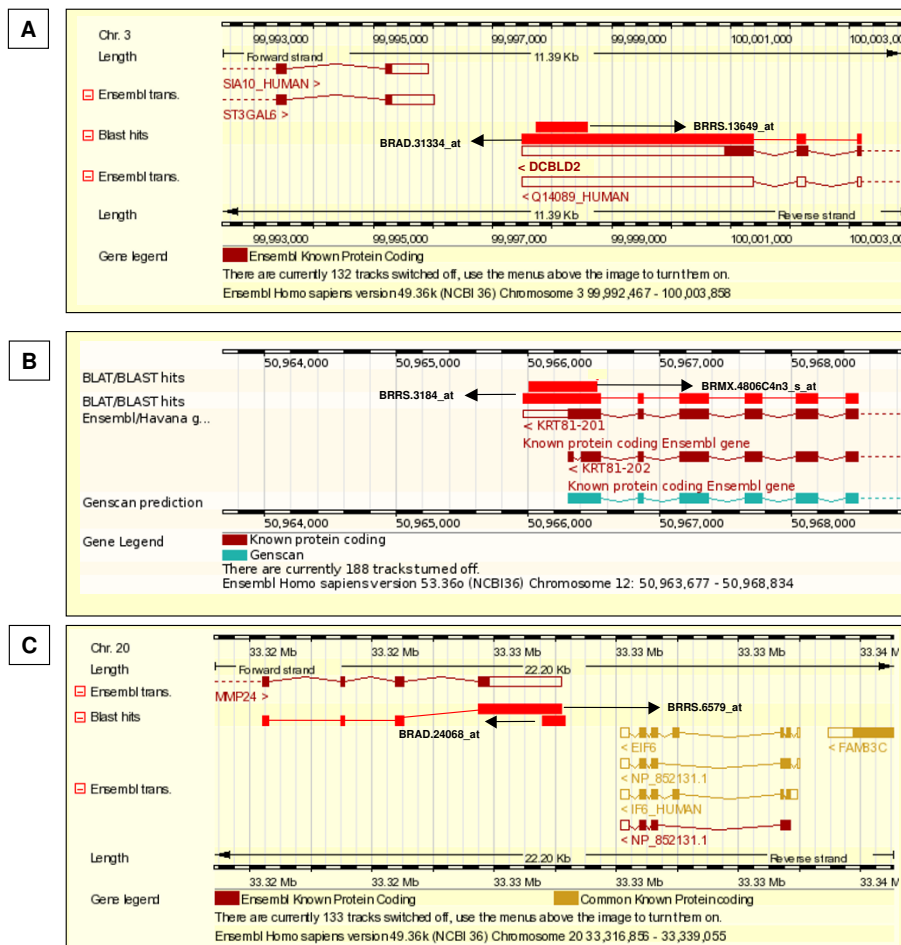 A
Chr. 3
99,993,000 99,995,000 99,997,000 99,999,000 100,001,000 100,003,00
Length
Forward strand 11.39 Kb
SIA10_HUMAN >
Ensembl trans.
ST3GAL6 >
BRRS.13649_at
Blast hits
BRAD.31334_at
< DCBLD2
Ensembl trans.
< Q14089_HUMAN
Length
11.39 Kb Reverse strand
99,993,000 99,995,000 99,997,000 99,999,000 100,001,000 100,003,00
Gene legend Ensembl Known Protein Coding
There are currently 132 tracks switched off, use the menus above the image to turn them on.
Ensembl Homo sapiens version 49.36k (NCBI 36) Chromosome 3 99,992,467 - 100,003,858
B
50,964,000 50,965,000 50,966,000 50,967,000 50,968,000
BLAT/BLAST hits
BRRS.3184_at BRMX.4806C4n3_s_at
BLAT/BLAST hits
Ensembl/Havana g...
< KRT81-201
Known protein coding Ensembl gene
< KRT81-202
Known protein coding Ensembl gene
Genscan prediction
50,964,000 50,965,000 50,966,000 50,967,000 50,968,000
Gene Legend Known protein coding
Genscan
There are currently 188 tracks turned off.
Ensembl Homo sapiens version 53.36o (NCBI36) Chromosome 12: 50,963,677 - 50,968,834
C
Chr. 20
33.32 Mb 33.32 Mb 33.33 Mb 33.33 Mb 33.33 Mb 33.34 M
Length
Forward strand 22.20 Kb
Ensembl trans.
MMP24 >
BRRS.6579_at
Blast hits
BRAD.24068_at
< EIF6 < FAM83C
< NP_852131.1
Ensembl trans.
< IF6_HUMAN
< NP_852131.1
Length
22.20 Kb Reverse strand
33.32 Mb 33.32 Mb 33.33 Mb 33.33 Mb 33.33 Mb 33.34 M
Gene legend Ensembl Known Protein Coding Common Known Protein coding
There are currently 133 tracks switched off, use the menus above the image to turn them on.
Ensembl Homo sapiens version 49.36k (NCBI 36) Chromosome 20 33,316,856 - 33,339,055